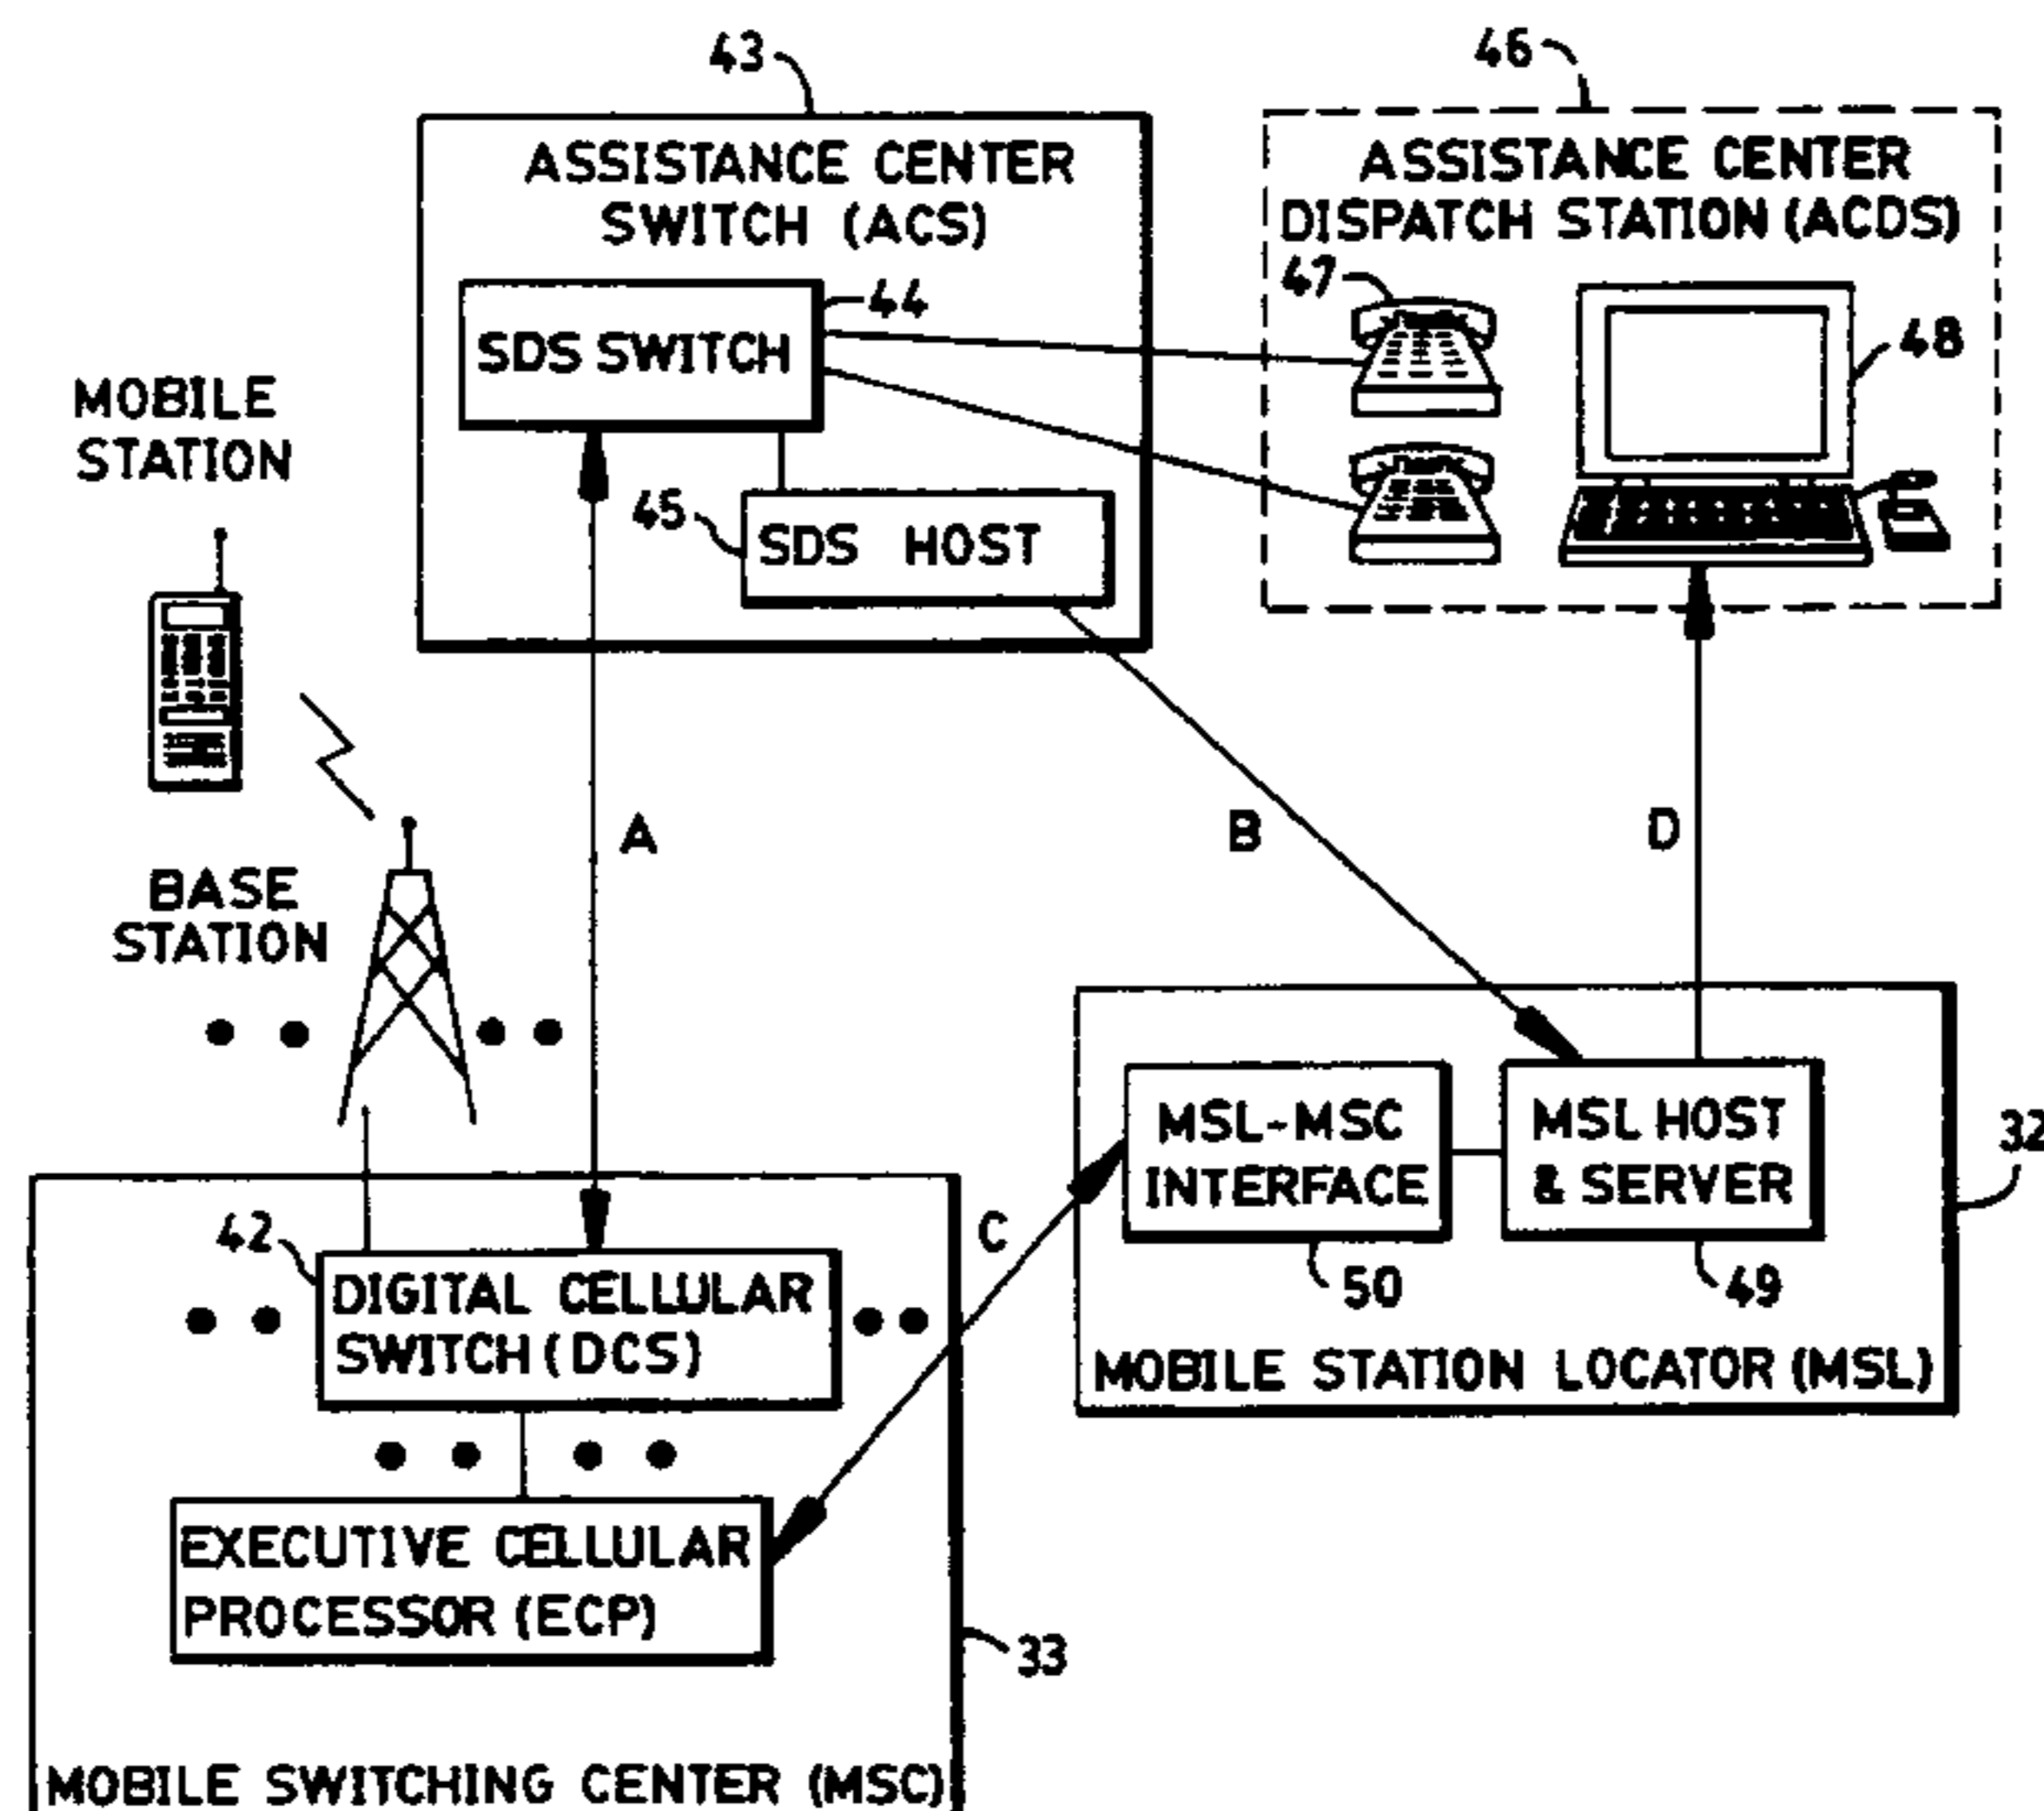 43
46
ASSISTANCE CENTER
SWITCH (ACS)
ASSISTANCE CENTER
DISPATCH STATION (ACDS)
44
47
48
SDS SWITCH
MOBILE
STATION
45
SDS HOST
A
B
D
BASE
STATION
MSL-MSC
INTERFACE
MSL HOST
& SERVER
32
42
C
50
49
DIGITAL CELLULAR
SWITCH (DCS)
MOBILE STATION LOCATOR (MSL)
EXECUTIVE CELLULAR
PROCESSOR (ECP)
33
MOBILE SWITCHING CENTER (MSC)